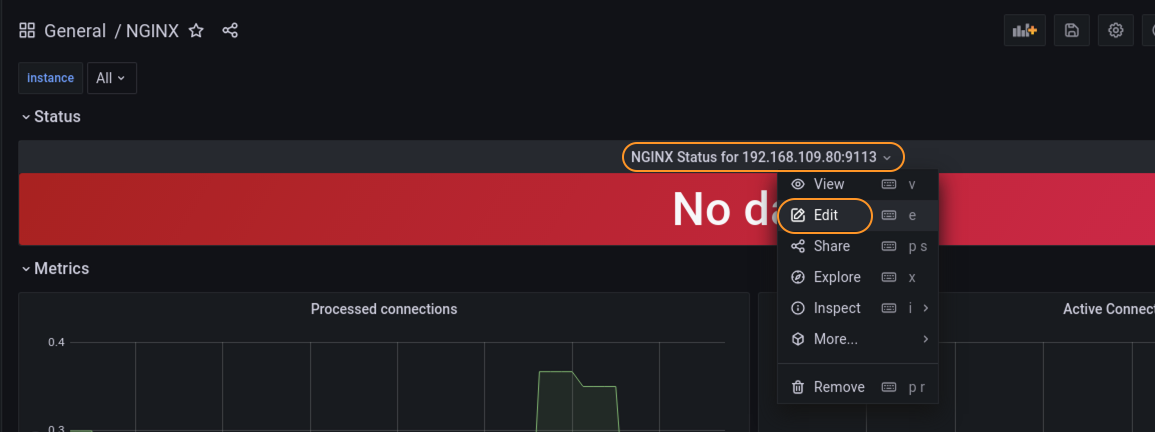 General / NGINX
instance All
Status
NGINX Status for 192.168.109.80:9113
No da
View v
Edit e
Share p s
Explore x
Inspect i
More...
Remove p r
Metrics
Processed connections
Active Connect
0.4
0.3